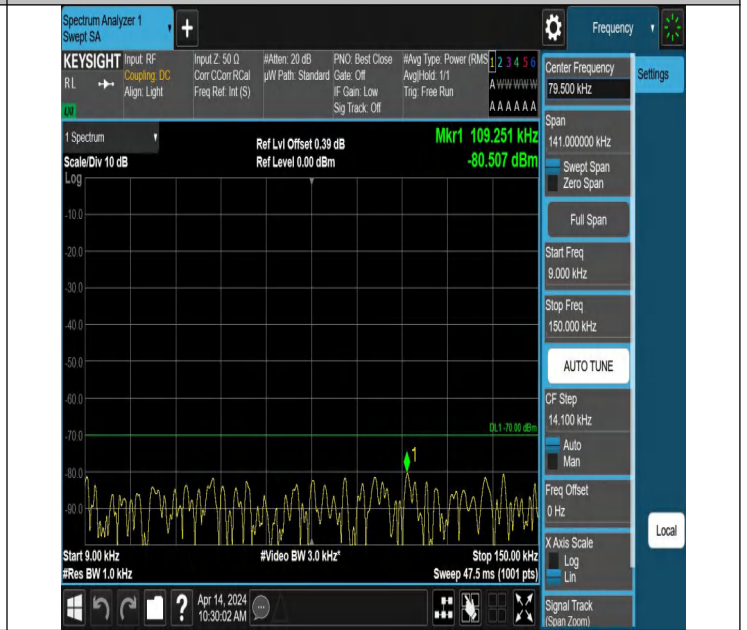 Spectrum Analyzer 1
Swept SA
+
Frequency
KEYSIGHT
RL
Input: RF
Coupling: DC
Align: Light
Input Z: 50 Ω
Corr CCorr RCal
Freq Ref: Int (S)
#Atten: 20 dB
µW Path: Standard
PNO: Best Close
Gate: Off
IF Gain: Low
Sig Track: Off
#Avg Type: Power (RMS
Avg|Hold: 1/1
Trig: Free Run
1 2 3 4 5 6
A W W W W W
A A A A A A
1 Spectrum
Scale/Div 10 dB
Log
Ref Lvl Offset 0.39 dB
Ref Level 0.00 dBm
Mkr1 109.251 kHz
-80.507 dBm
-10.0
-20.0
-30.0
-40.0
-50.0
-60.0
-70.0
-80.0
-90.0
DL1 -70.00 dBm
1
Start 9.00 kHz
#Res BW 1.0 kHz
#Video BW 3.0 kHz*
Stop 150.00 kHz
Sweep 47.5 ms (1001 pts)
Center Frequency
79.500 kHz
Settings
Span
141.000000 kHz
Swept Span
Zero Span
Full Span
Start Freq
9.000 kHz
Stop Freq
150.000 kHz
AUTO TUNE
CF Step
14.100 kHz
Auto
Man
Freq Offset
0 Hz
X Axis Scale
Log
Lin
Local
Signal Track
(Span Zoom)
?
Apr 14, 2024
10:30:02 AM